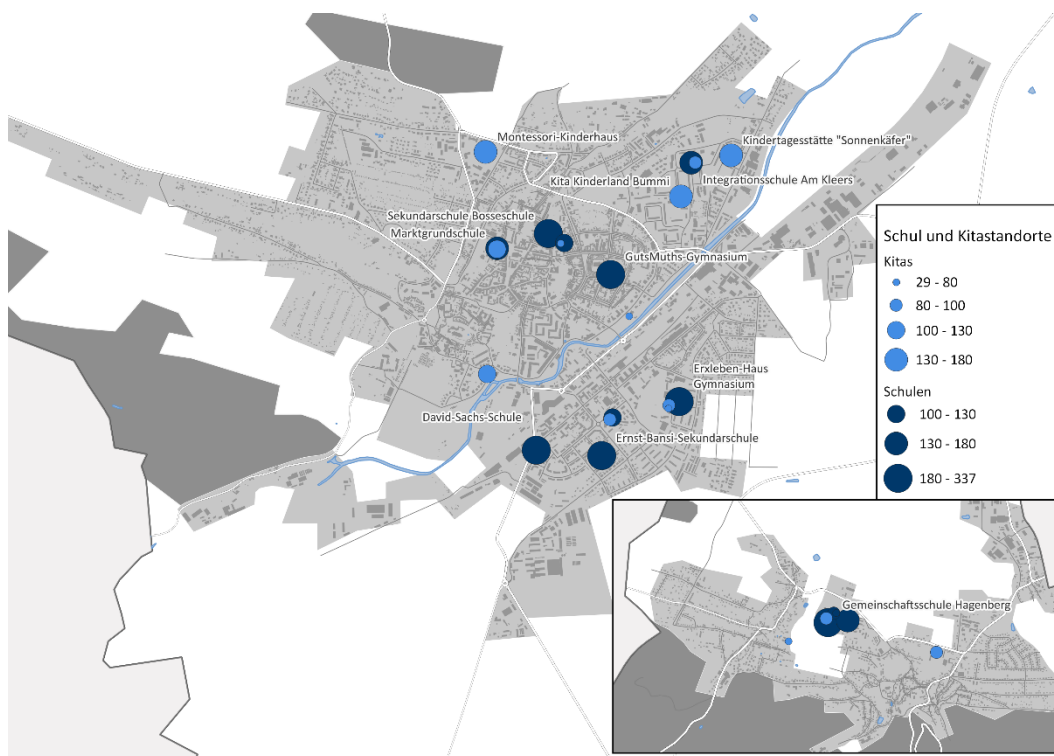 Montessori-Kinderhaus
Kindertagesstätte "Sonnenkäfer"
Kita Kinderland Bummi
Integrationsschule Am Kleers
Sekundarschule Bosseschule
Marktgrundschule
GutsMuths-Gymnasium
Erxleben-Haus
Gymnasium
David-Sachs-Schule
Ernst-Bansi-Sekundarschule
Schul und Kitastandorte
Kitas
29 - 80
80 - 100
100 - 130
130 - 180
Schulen
100 - 130
130 - 180
180 - 337
Gemeinschaftsschule Hagenberg